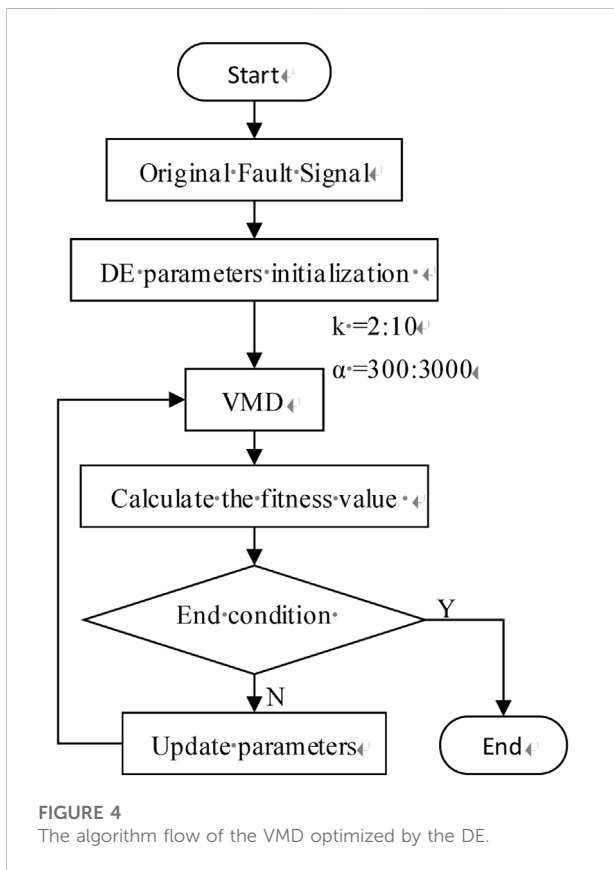 Start
Original Fault Signal
DE parameters initialization
k =2:10
α =300:3000
VMD
Calculate the fitness value
End condition
Y
N
Update parameters
End
FIGURE 4
The algorithm flow of the VMD optimized by the DE.